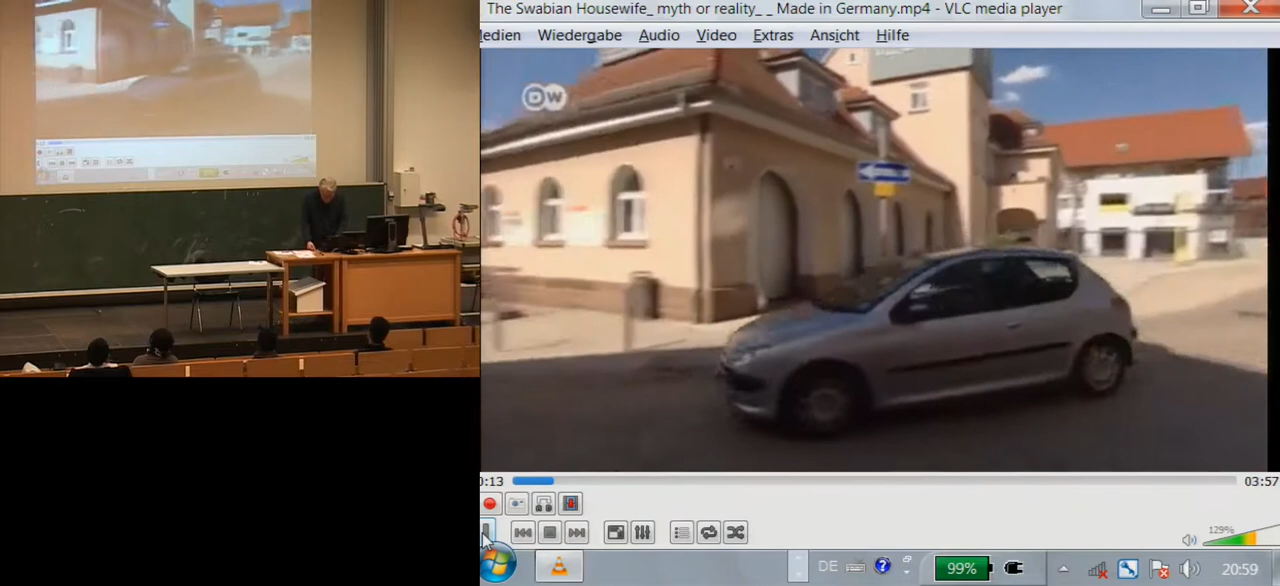 The Swabian Housewife_ myth or reality_ _ Made in Germany.mp4 - VLC media player
edien Wiedergabe Audio Video Extras Ansicht Hilfe
DW
0:13 03:57
129%
DE 99% 20:59